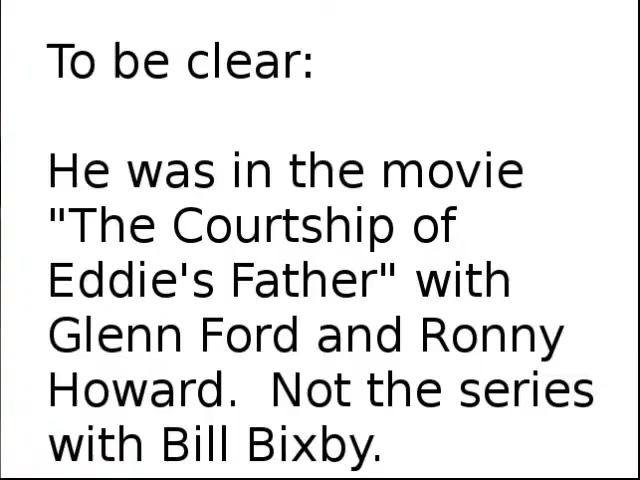 To be clear:
He was in the movie
"The Courtship of
Eddie's Father" with
Glenn Ford and Ronny
Howard.  Not the series
with Bill Bixby.